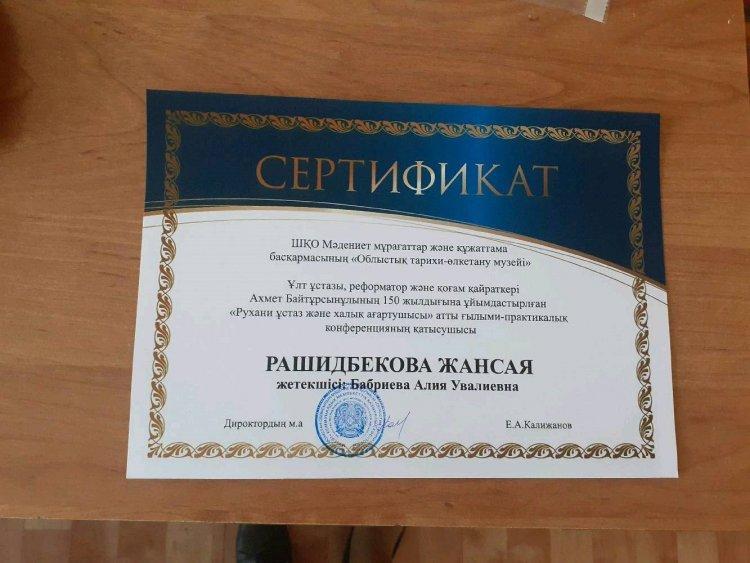 СЕРТИФИКАТ
ШҚО Мәдениет мұрағаттар және құжаттама
басқармасының «Облыстық тарихи-өлкетану музейі»
Ұлт ұстазы, реформатор және қоғам қайраткері
Ахмет Байтұрсынұлының 150 жылдығына ұйымдастырылған
«Рухани ұстаз және халық ағартушысы» атты ғылыми-практикалық
конференцияның қатысушысы
РАШИДБЕКОВА ЖАНСАЯ
жетекшісі: Бабриева Алия Увалиевна
Директордың м.а
Е.А.Калижанов